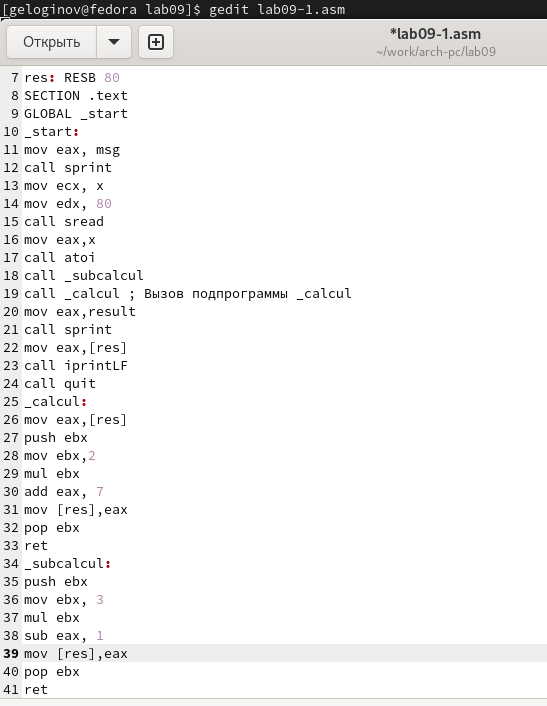 [geloginov@fedora lab09]$ gedit lab09-1.asm
Открыть
*lab09-1.asm
~/work/arch-pc/lab09
7 res: RESB 80
8 SECTION .text
9 GLOBAL _start
10 _start:
11 mov eax, msg
12 call sprint
13 mov ecx, x
14 mov edx, 80
15 call sread
16 mov eax,x
17 call atoi
18 call _subcalcul
19 call _calcul ; Вызов подпрограммы _calcul
20 mov eax,result
21 call sprint
22 mov eax,[res]
23 call iprintLF
24 call quit
25 _calcul:
26 mov eax,[res]
27 push ebx
28 mov ebx,2
29 mul ebx
30 add eax, 7
31 mov [res],eax
32 pop ebx
33 ret
34 _subcalcul:
35 push ebx
36 mov ebx, 3
37 mul ebx
38 sub eax, 1
39 mov [res],eax
40 pop ebx
41 ret